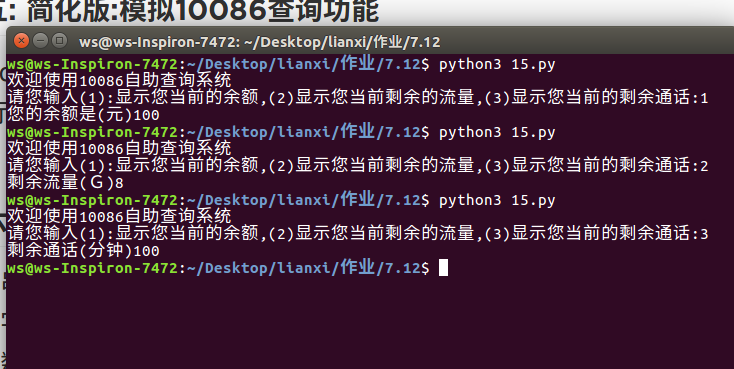 : 简化版:模拟10086查询功能
ws@ws-Inspiron-7472: ~/Desktop/lianxi/作业/7.12
ws@ws-Inspiron-7472:~/Desktop/lianxi/作业/7.12$ python3 15.py
欢迎使用10086自助查询系统
请您输入(1):显示您当前的余额,(2)显示您当前剩余的流量,(3)显示您当前的剩余通话:1
您的余额是(元)100
ws@ws-Inspiron-7472:~/Desktop/lianxi/作业/7.12$ python3 15.py
欢迎使用10086自助查询系统
请您输入(1):显示您当前的余额,(2)显示您当前剩余的流量,(3)显示您当前的剩余通话:2
剩余流量(G)8
ws@ws-Inspiron-7472:~/Desktop/lianxi/作业/7.12$ python3 15.py
欢迎使用10086自助查询系统
请您输入(1):显示您当前的余额,(2)显示您当前剩余的流量,(3)显示您当前的剩余通话:3
剩余通话(分钟)100
ws@ws-Inspiron-7472:~/Desktop/lianxi/作业/7.12$